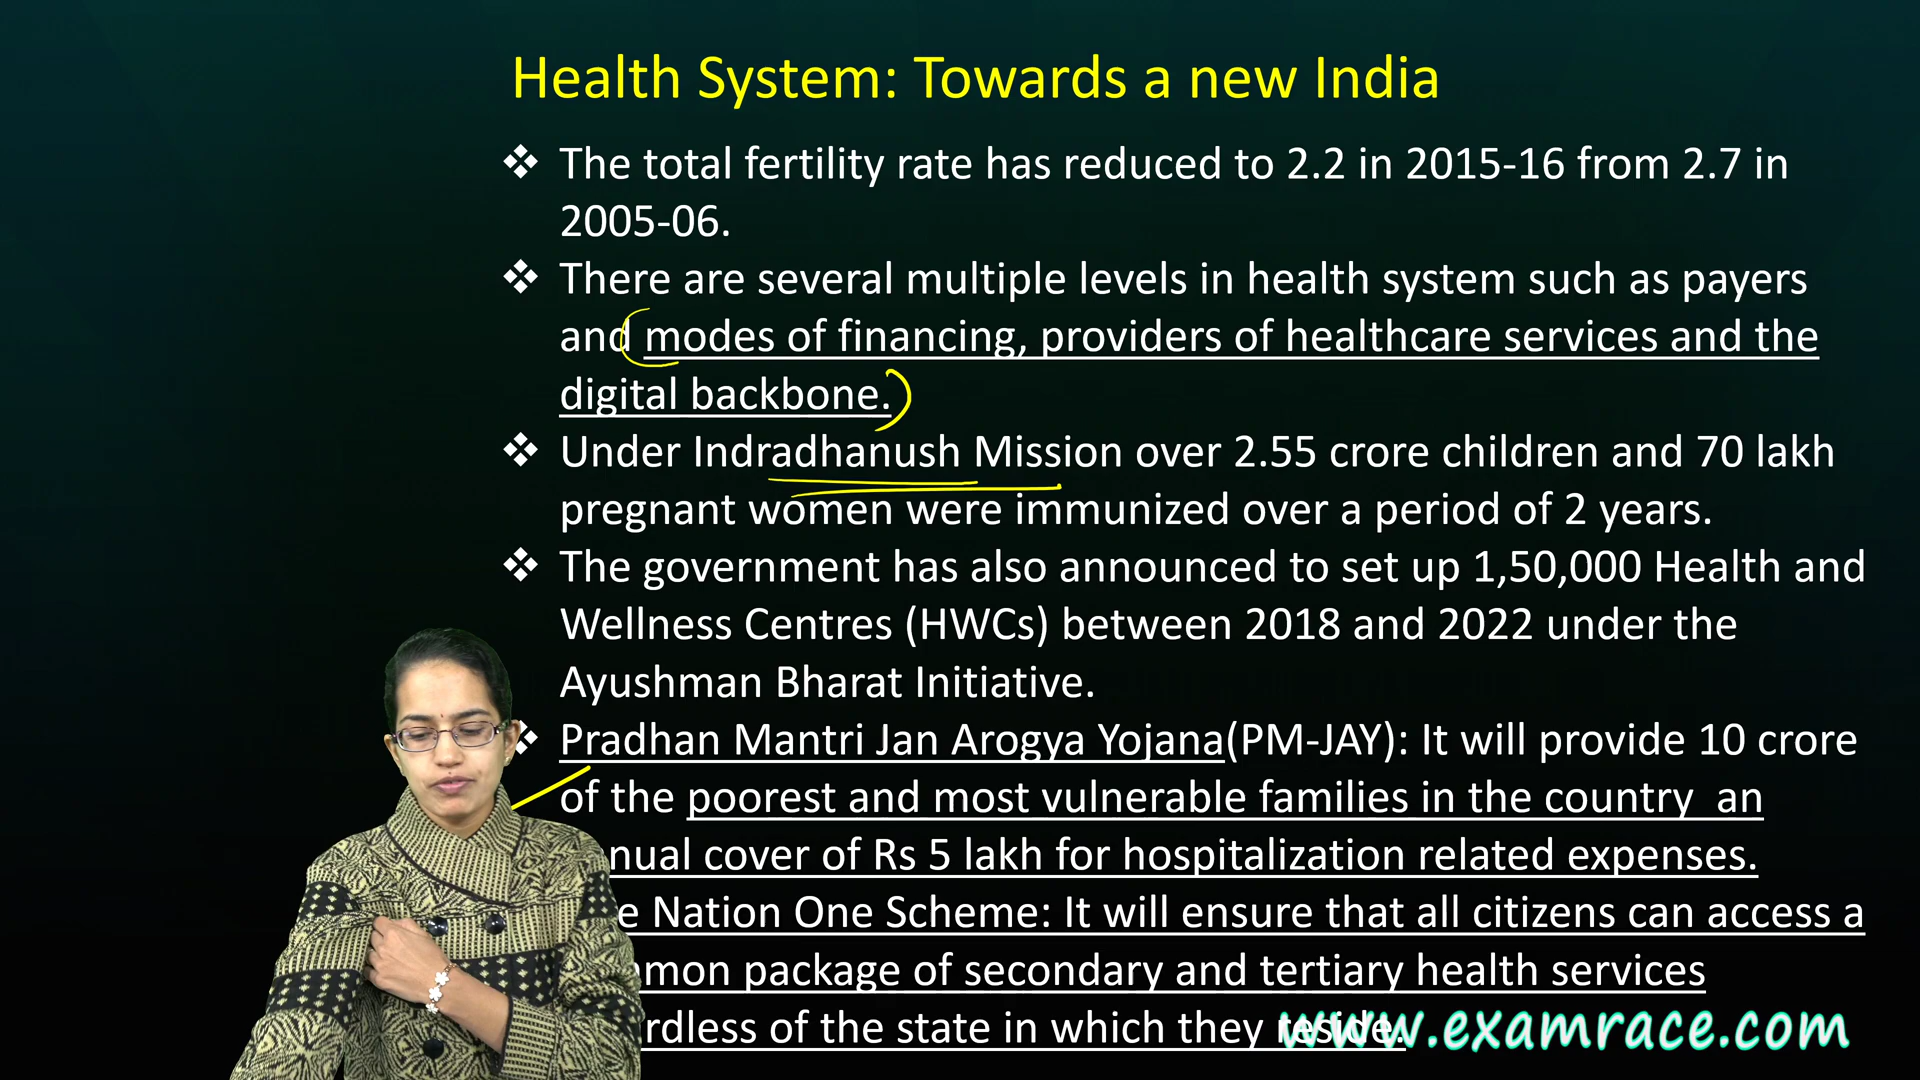 Health System: Towards a new India
The total fertility rate has reduced to 2.2 in 2015-16 from 2.7 in
2005-06.
There are several multiple levels in health system such as payers
and modes of financing, providers of healthcare services and the
digital backbone.
Under Indradhanush Mission over 2.55 crore children and 70 lakh
pregnant women were immunized over a period of 2 years.
The government has also announced to set up 1,50,000 Health and
Wellness Centres (HWCs) between 2018 and 2022 under the
Ayushman Bharat Initiative.
Pradhan Mantri Jan Arogya Yojana(PM-JAY): It will provide 10 crore
of the poorest and most vulnerable families in the country an
cover of Rs 5 lakh for hospitalization related expenses.
Nation One Scheme: It will ensure that all citizens can access a
package of secondary and tertiary health services
of the state in which they reside.
www.examrace.com